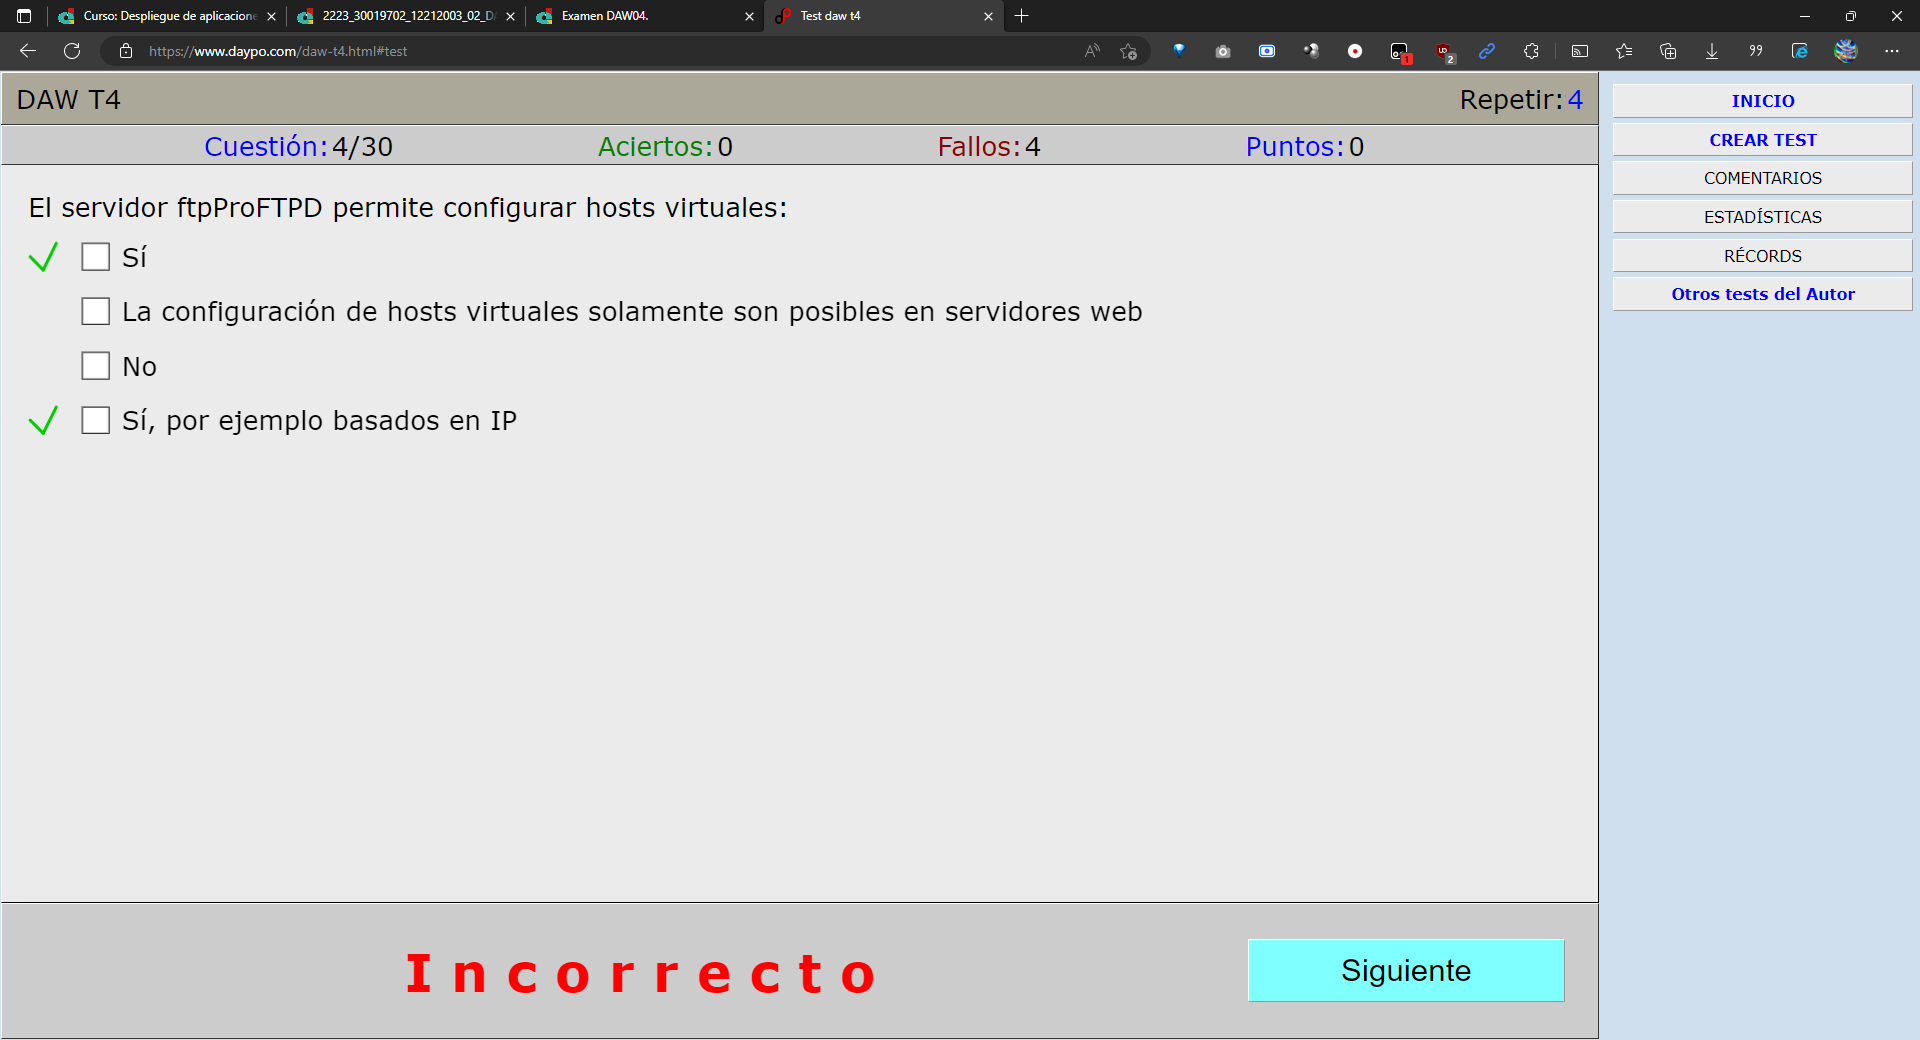 Curso: Despliegue de aplicacione
2223_30019702_12212003_02_D
Examen DAW04.
Test daw t4
https://www.daypo.com/daw-t4.html#test
1
2
DAW T4
Repetir:4
Cuestión:4/30
Aciertos:0
Fallos:4
Puntos:0
El servidor ftpProFTPD permite configurar hosts virtuales:
Sí
La configuración de hosts virtuales solamente son posibles en servidores web
No
Sí, por ejemplo basados en IP
Incorrecto
Siguiente
INICIO
CREAR TEST
COMENTARIOS
ESTADÍSTICAS
RÉCORDS
Otros tests del Autor